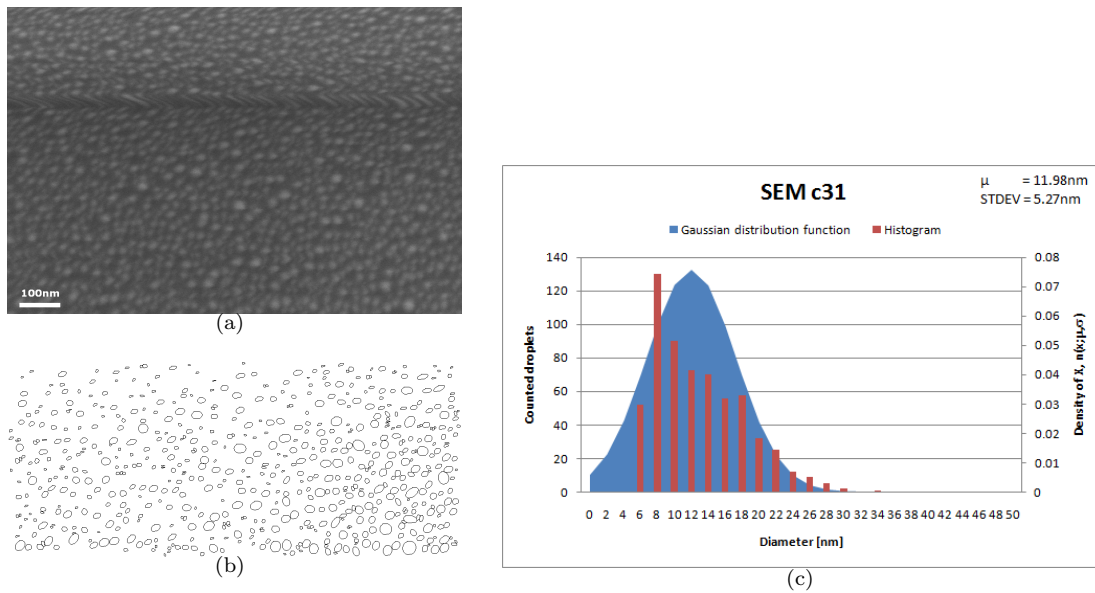 100nm
(a)
(b)
SEM c31
μ = 11.98nm
STDEV = 5.27nm
Gaussian distribution function Histogram
Counted droplets
140
120
100
80
60
40
20
0
0.08
0.07
0.06
0.05
0.04
0.03
0.02
0.01
0
Density of X, n(x;μ,σ)
0 2 4 6 8 10 12 14 16 18 20 22 24 26 28 30 32 34 36 38 40 42 44 46 48 50
Diameter [nm]
(c)